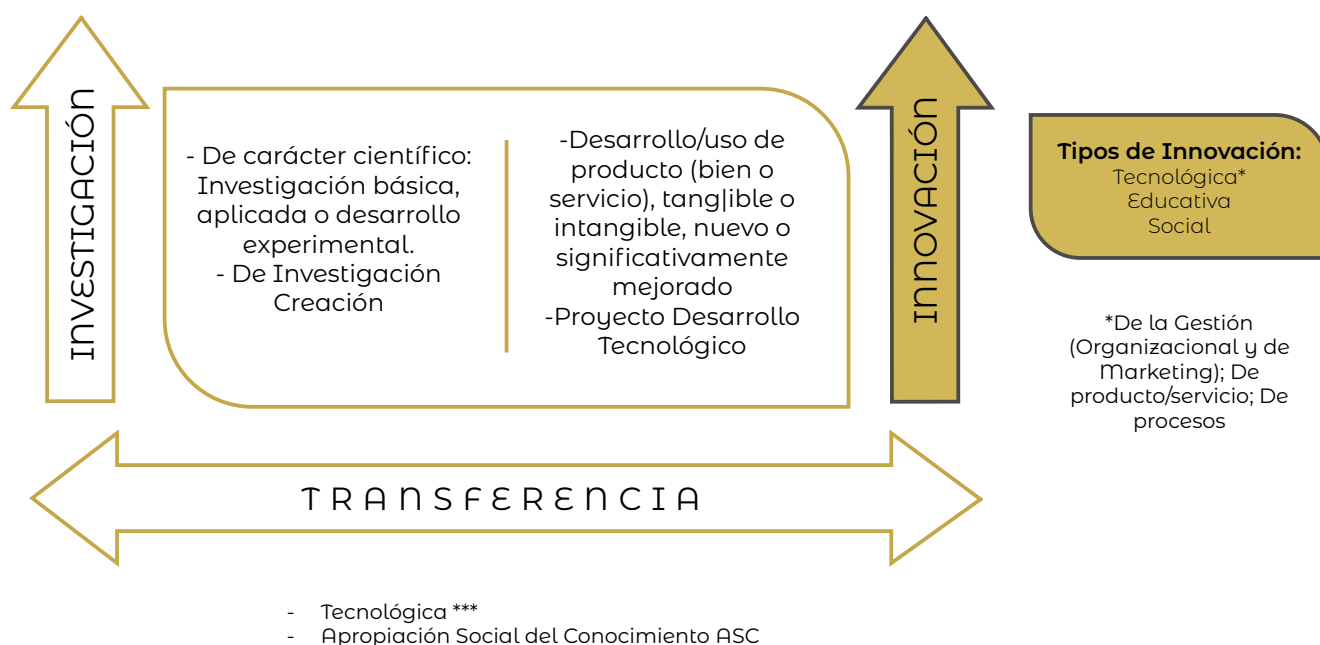 INVESTIGACIÓN
- De carácter científico:
Investigación básica,
aplicada o desarrollo
experimental.
- De Investigación
Creación
-Desarrollo/uso de
producto (bien o
servicio), tang|ible o
intangible, nuevo o
significativamente
mejorado
-Proyecto Desarrollo
Tecnológico
INNOVACIÓN
Tipos de Innovación:
Tecnológica*
Educativa
Social
*De la Gestión
(Organizacional y de
Marketing); De
producto/servicio; De
procesos
TRANSFERENCIA
- Tecnológica ***
- Apropiación Social del Conocimiento ASC